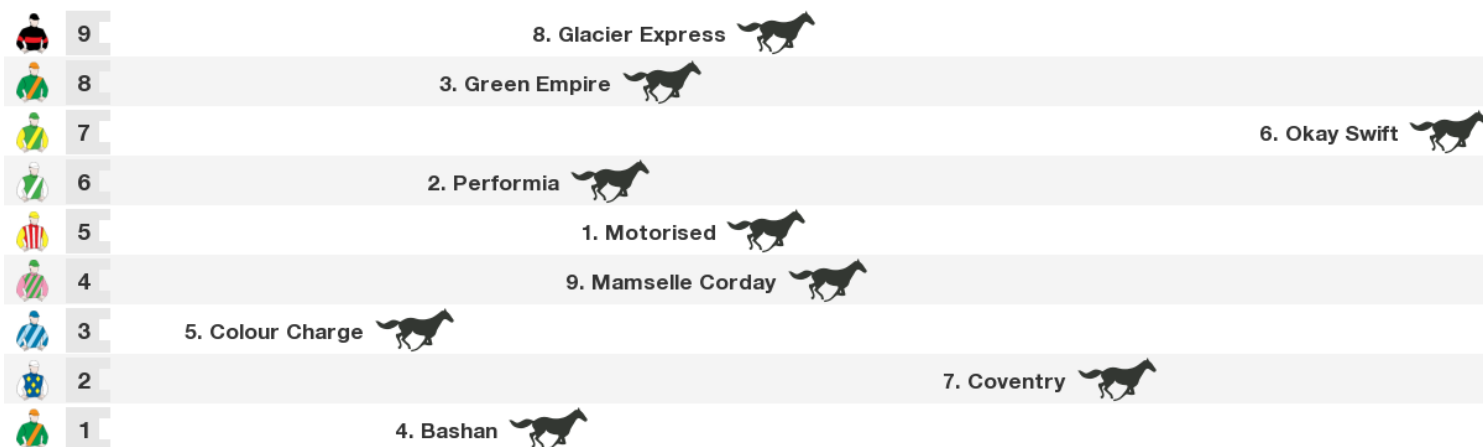 9 8. Glacier Express
8 3. Green Empire
7 6. Okay Swift
6 2. Performia
5 1. Motorised
4 9. Mamselle Corday
3 5. Colour Charge
2 7. Coventry
1 4. Bashan